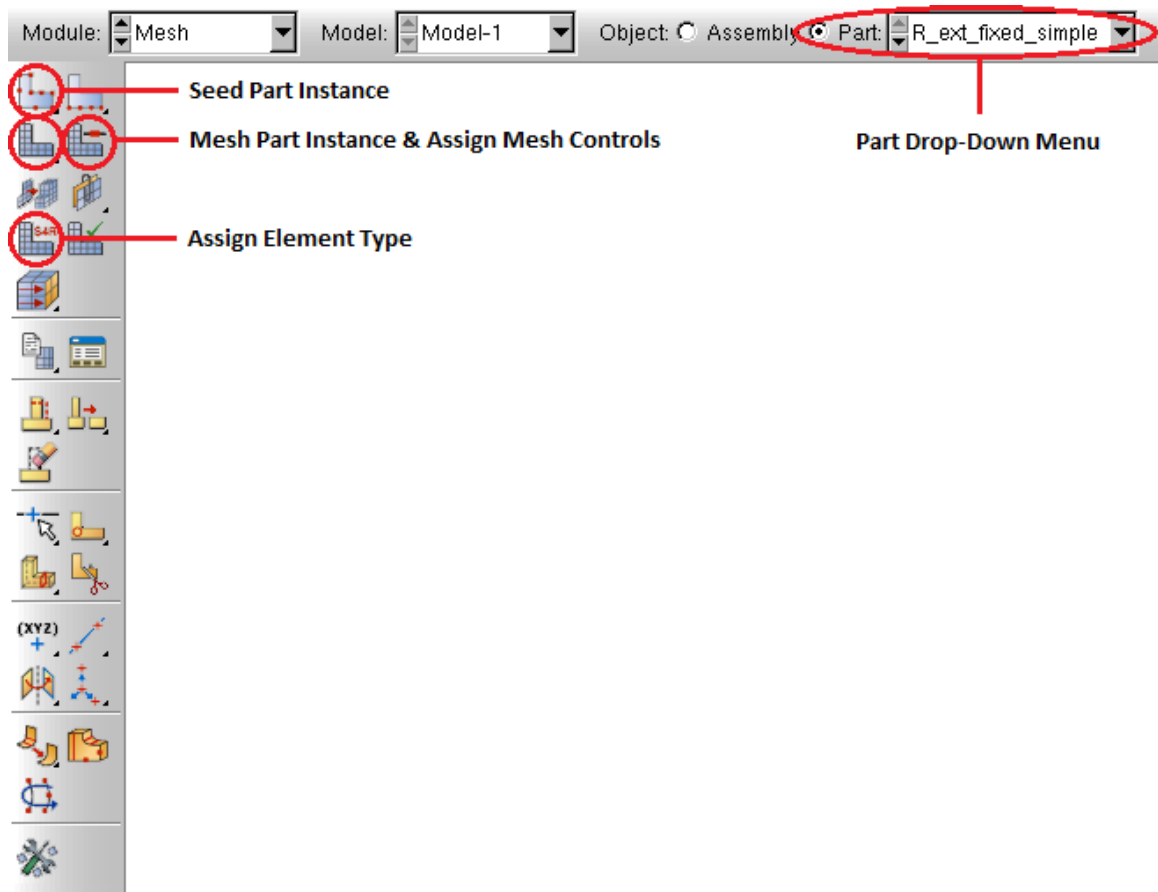 Module: Mesh Model: Model-1 Object: Assembly Part: R_ext_fixed_simple
Seed Part Instance
Mesh Part Instance & Assign Mesh Controls
Part Drop-Down Menu
S4R
Assign Element Type
(XYZ)